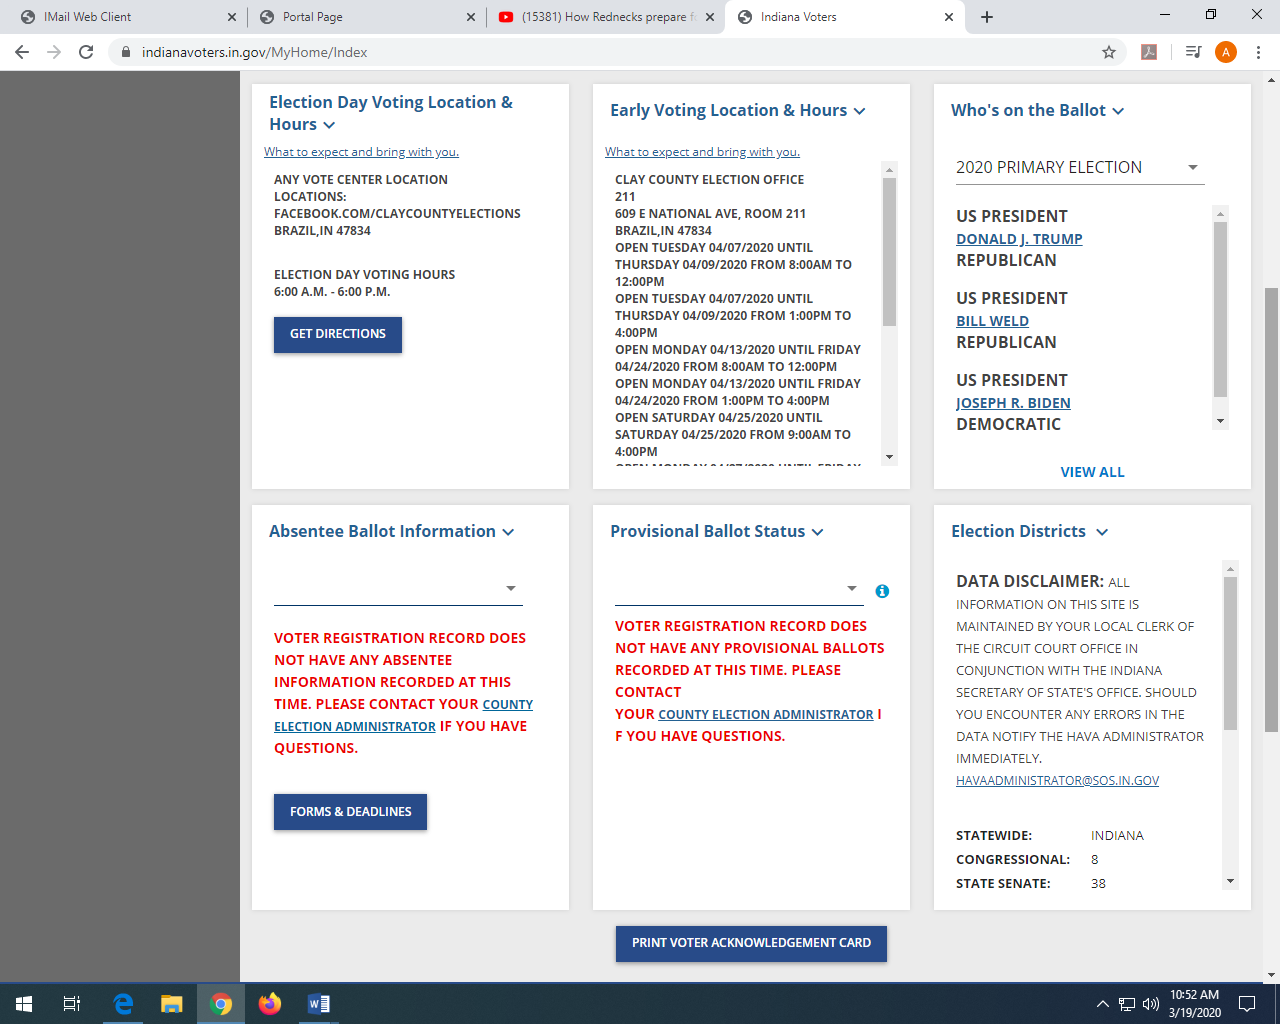 IMail Web Client
Portal Page
(15381) How Rednecks prepare f
Indiana Voters
indianavoters.in.gov/MyHome/Index
A
Election Day Voting Location &
Hours
What to expect and bring with you.
ANY VOTE CENTER LOCATION
LOCATIONS:
FACEBOOK.COM/CLAYCOUNTYELECTIONS
BRAZIL,IN 47834
ELECTION DAY VOTING HOURS
6:00 A.M. - 6:00 P.M.
GET DIRECTIONS
Early Voting Location & Hours
What to expect and bring with you.
CLAY COUNTY ELECTION OFFICE
211
609 E NATIONAL AVE, ROOM 211
BRAZIL,IN 47834
OPEN TUESDAY 04/07/2020 UNTIL
THURSDAY 04/09/2020 FROM 8:00AM TO
12:00PM
OPEN TUESDAY 04/07/2020 UNTIL
THURSDAY 04/09/2020 FROM 1:00PM TO
4:00PM
OPEN MONDAY 04/13/2020 UNTIL FRIDAY
04/24/2020 FROM 8:00AM TO 12:00PM
OPEN MONDAY 04/13/2020 UNTIL FRIDAY
04/24/2020 FROM 1:00PM TO 4:00PM
OPEN SATURDAY 04/25/2020 UNTIL
SATURDAY 04/25/2020 FROM 9:00AM TO
4:00PM
OPEN MONDAY 04/27/2020 UNTIL FRIDAY
Who's on the Ballot
2020 PRIMARY ELECTION
US PRESIDENT
DONALD J. TRUMP
REPUBLICAN
US PRESIDENT
BILL WELD
REPUBLICAN
US PRESIDENT
JOSEPH R. BIDEN
DEMOCRATIC
VIEW ALL
Absentee Ballot Information
VOTER REGISTRATION RECORD DOES
NOT HAVE ANY ABSENTEE
INFORMATION RECORDED AT THIS
TIME. PLEASE CONTACT YOUR COUNTY
ELECTION ADMINISTRATOR IF YOU HAVE
QUESTIONS.
FORMS & DEADLINES
Provisional Ballot Status
VOTER REGISTRATION RECORD DOES
NOT HAVE ANY PROVISIONAL BALLOTS
RECORDED AT THIS TIME. PLEASE
CONTACT
YOUR COUNTY ELECTION ADMINISTRATOR I
F YOU HAVE QUESTIONS.
Election Districts
DATA DISCLAIMER: ALL
INFORMATION ON THIS SITE IS
MAINTAINED BY YOUR LOCAL CLERK OF
THE CIRCUIT COURT OFFICE IN
CONJUNCTION WITH THE INDIANA
SECRETARY OF STATE'S OFFICE. SHOULD
YOU ENCOUNTER ANY ERRORS IN THE
DATA NOTIFY THE HAVA ADMINISTRATOR
IMMEDIATELY.
HAVAADMINISTRATOR@SOS.IN.GOV
STATEWIDE: INDIANA
CONGRESSIONAL: 8
STATE SENATE: 38
PRINT VOTER ACKNOWLEDGEMENT CARD
10:52 AM
3/19/2020